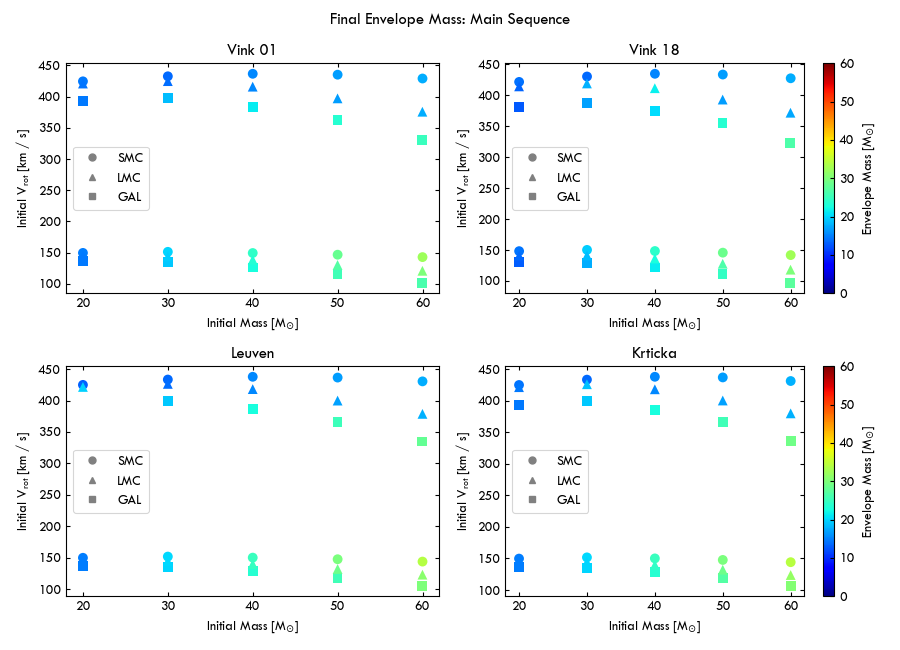 Final Envelope Mass: Main Sequence
Vink 01
Initial V_rot [km / s]
450
400
350
300
250
200
150
100
SMC
LMC
GAL
20 30 40 50 60
Initial Mass [M⊙]
Vink 18
Initial V_rot [km / s]
450
400
350
300
250
200
150
100
SMC
LMC
GAL
20 30 40 50 60
Initial Mass [M⊙]
60
50
40
30
20
10
0
Envelope Mass [M⊙]
Leuven
Initial V_rot [km / s]
450
400
350
300
250
200
150
100
SMC
LMC
GAL
20 30 40 50 60
Initial Mass [M⊙]
Krticka
Initial V_rot [km / s]
450
400
350
300
250
200
150
100
SMC
LMC
GAL
20 30 40 50 60
Initial Mass [M⊙]
60
50
40
30
20
10
0
Envelope Mass [M⊙]